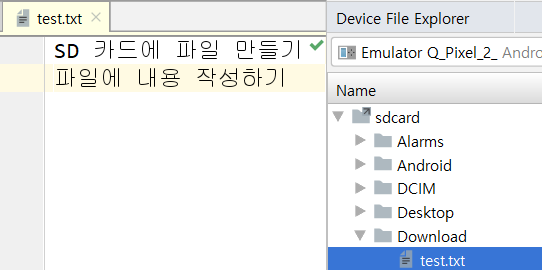 test.txt
SD 카드에 파일 만들기
파일에 내용 작성하기
Device File Explorer
Emulator Q_Pixel_2_ Andro
Name
sdcard
Alarms
Android
DCIM
Desktop
Download
test.txt